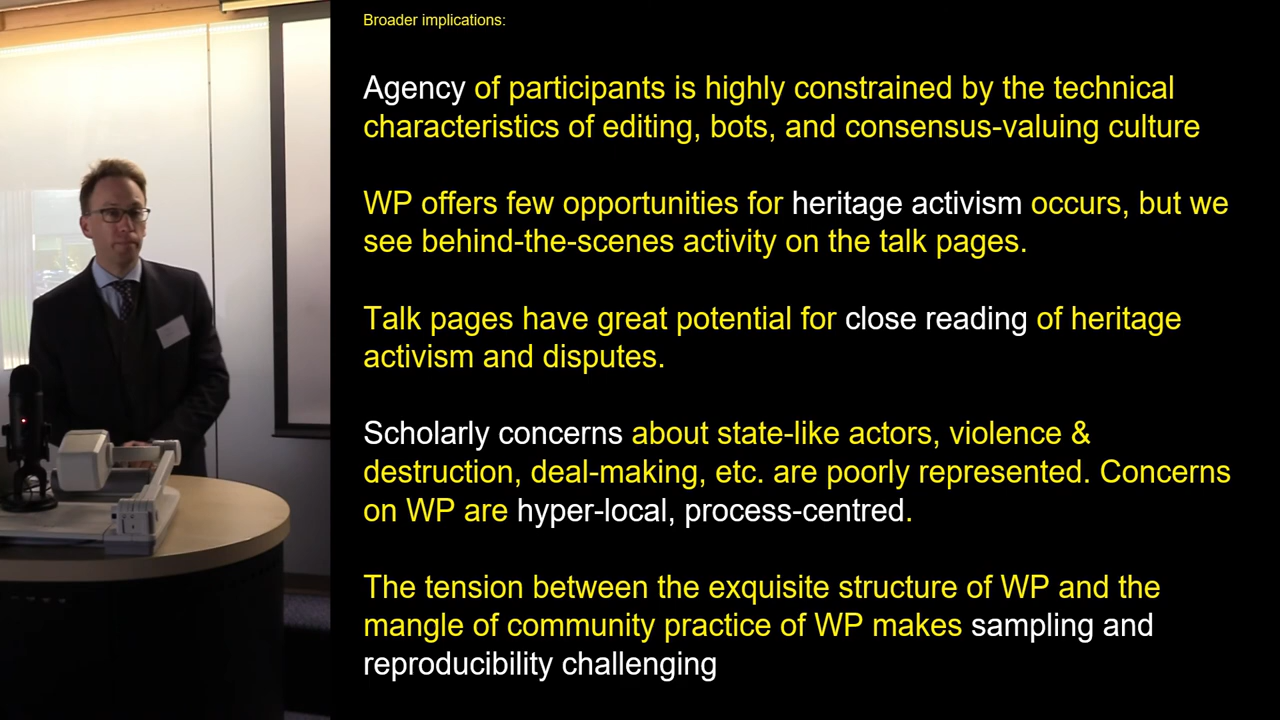 Broader implications:
Agency of participants is highly constrained by the technical
characteristics of editing, bots, and consensus-valuing culture
WP offers few opportunities for heritage activism occurs, but we
see behind-the-scenes activity on the talk pages.
Talk pages have great potential for close reading of heritage
activism and disputes.
Scholarly concerns about state-like actors, violence &
destruction, deal-making, etc. are poorly represented. Concerns
on WP are hyper-local, process-centred.
The tension between the exquisite structure of WP and the
mangle of community practice of WP makes sampling and
reproducibility challenging